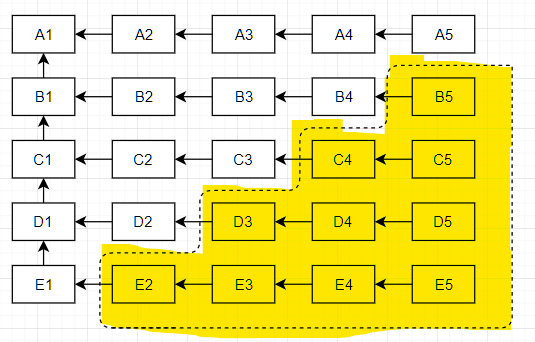 A1 A2 A3 A4 A5
B1 B2 B3 B4 B5
C1 C2 C3 C4 C5
D1 D2 D3 D4 D5
E1 E2 E3 E4 E5